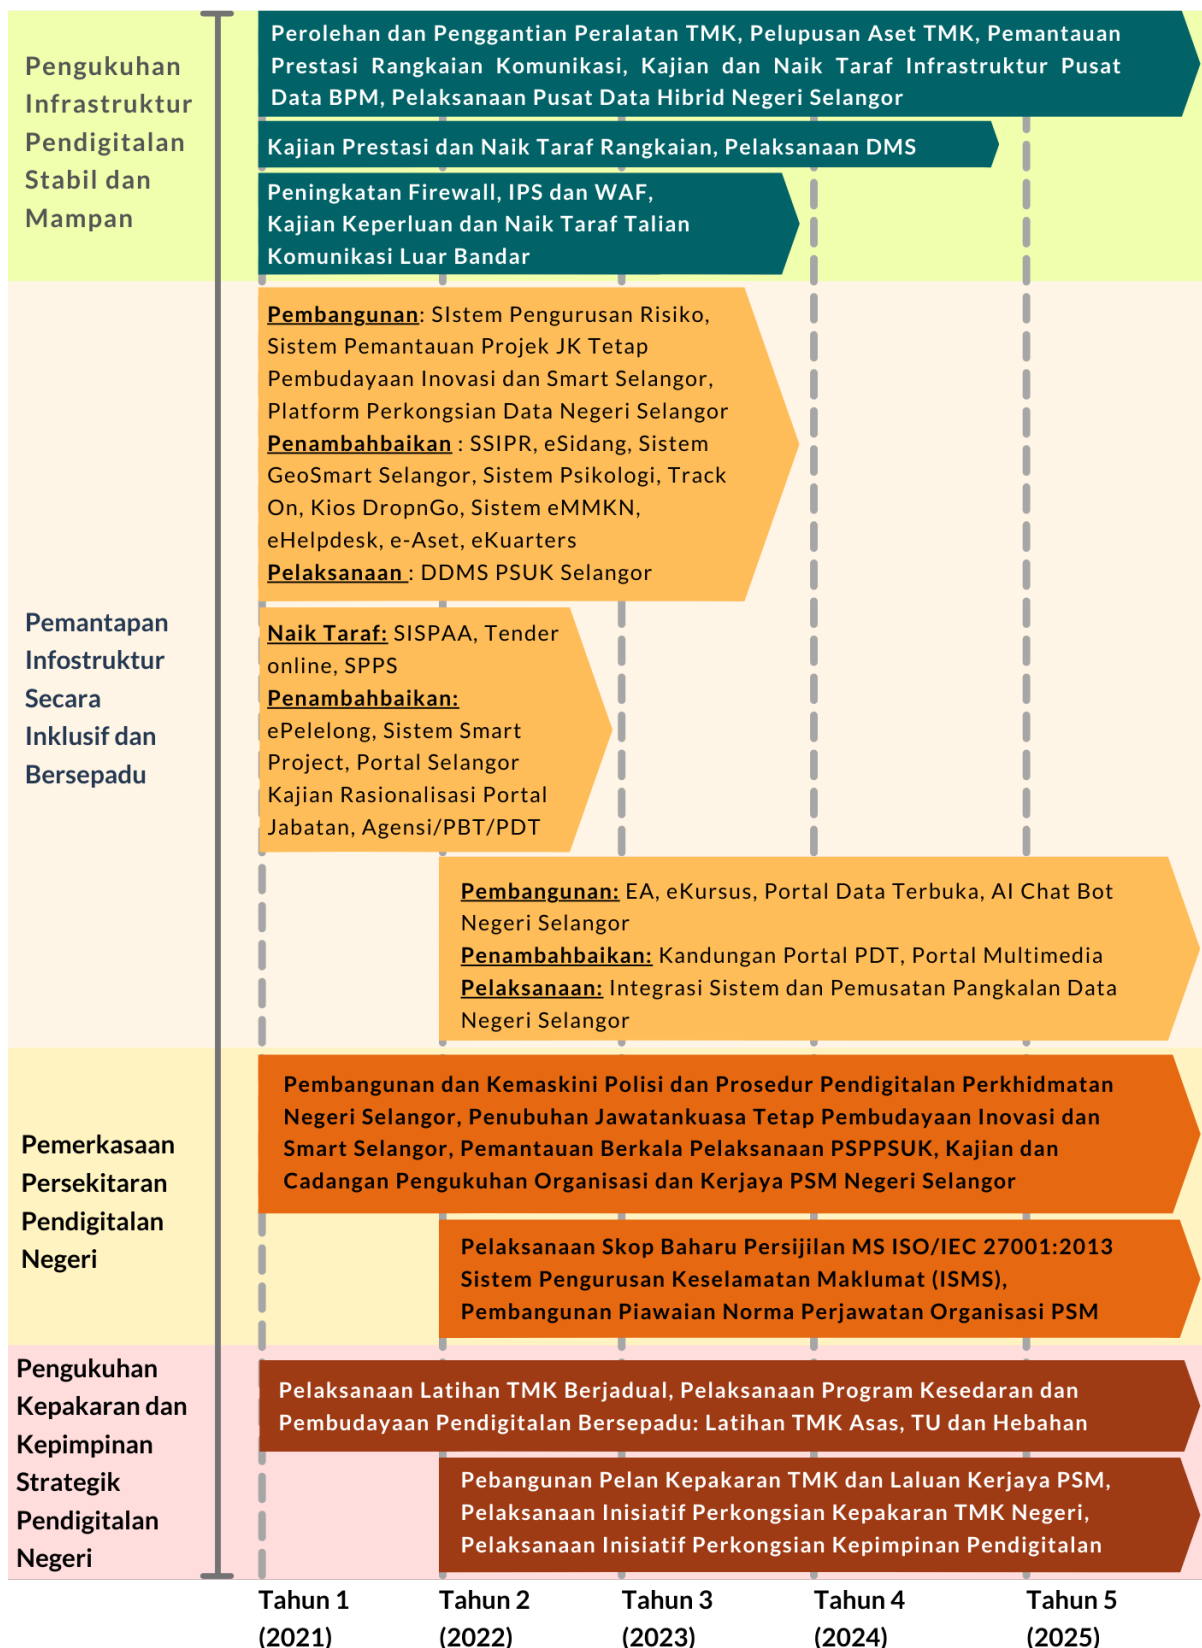 Pengukuhan
Infrastruktur
Pendigitalan
Stabil dan
Mampan
Perolehan dan Penggantian Peralatan TMK, Pelupusan Aset TMK, Pemantauan
Prestasi Rangkaian Komunikasi, Kajian dan Naik Taraf Infrastruktur Pusat
Data BPM, Pelaksanaan Pusat Data Hibrid Negeri Selangor
Kajian Prestasi dan Naik Taraf Rangkaian, Pelaksanaan DMS
Peningkatan Firewall, IPS dan WAF,
Kajian Keperluan dan Naik Taraf Talian
Komunikasi Luar Bandar
Pemantapan
Infostruktur
Secara
Inklusif dan
Bersepadu
Pembangunan: SIstem Pengurusan Risiko,
Sistem Pemantauan Projek JK Tetap
Pembudayaan Inovasi dan Smart Selangor,
Platform Perkongsian Data Negeri Selangor
Penambahbaikan : SSIPR, eSidang, Sistem
GeoSmart Selangor, Sistem Psikologi, Track
On, Kios DropnGo, Sistem eMMKN,
eHelpdesk, e-Aset, eKuarters
Pelaksanaan : DDMS PSUK Selangor
Naik Taraf: SISPAA, Tender
online, SPPS
Penambahbaikan:
ePelelong, Sistem Smart
Project, Portal Selangor
Kajian Rasionalisasi Portal
Jabatan, Agensi/PBT/PDT
Pembangunan: EA, eKursus, Portal Data Terbuka, AI Chat Bot
Negeri Selangor
Penambahbaikan: Kandungan Portal PDT, Portal Multimedia
Pelaksanaan: Integrasi Sistem dan Pemusatan Pangkalan Data
Negeri Selangor
Pemerkasaan
Persekitaran
Pendigitalan
Negeri
Pembangunan dan Kemaskini Polisi dan Prosedur Pendigitalan Perkhidmatan
Negeri Selangor, Penubuhan Jawatankuasa Tetap Pembudayaan Inovasi dan
Smart Selangor, Pemantauan Berkala Pelaksanaan PSPPSUK, Kajian dan
Cadangan Pengukuhan Organisasi dan Kerjaya PSM Negeri Selangor
Pelaksanaan Skop Baharu Persijilan MS ISO/IEC 27001:2013
Sistem Pengurusan Keselamatan Maklumat (ISMS),
Pembangunan Piawaian Norma Perjawatan Organisasi PSM
Pengukuhan
Kepakaran dan
Kepimpinan
Strategik
Pendigitalan
Negeri
Pelaksanaan Latihan TMK Berjadual, Pelaksanaan Program Kesedaran dan
Pembudayaan Pendigitalan Bersepadu: Latihan TMK Asas, TU dan Hebahan
Pebangunan Pelan Kepakaran TMK dan Laluan Kerjaya PSM,
Pelaksanaan Inisiatif Perkongsian Kepakaran TMK Negeri,
Pelaksanaan Inisiatif Perkongsian Kepimpinan Pendigitalan
Tahun 1 Tahun 2 Tahun 3 Tahun 4 Tahun 5
(2021) (2022) (2023) (2024) (2025)